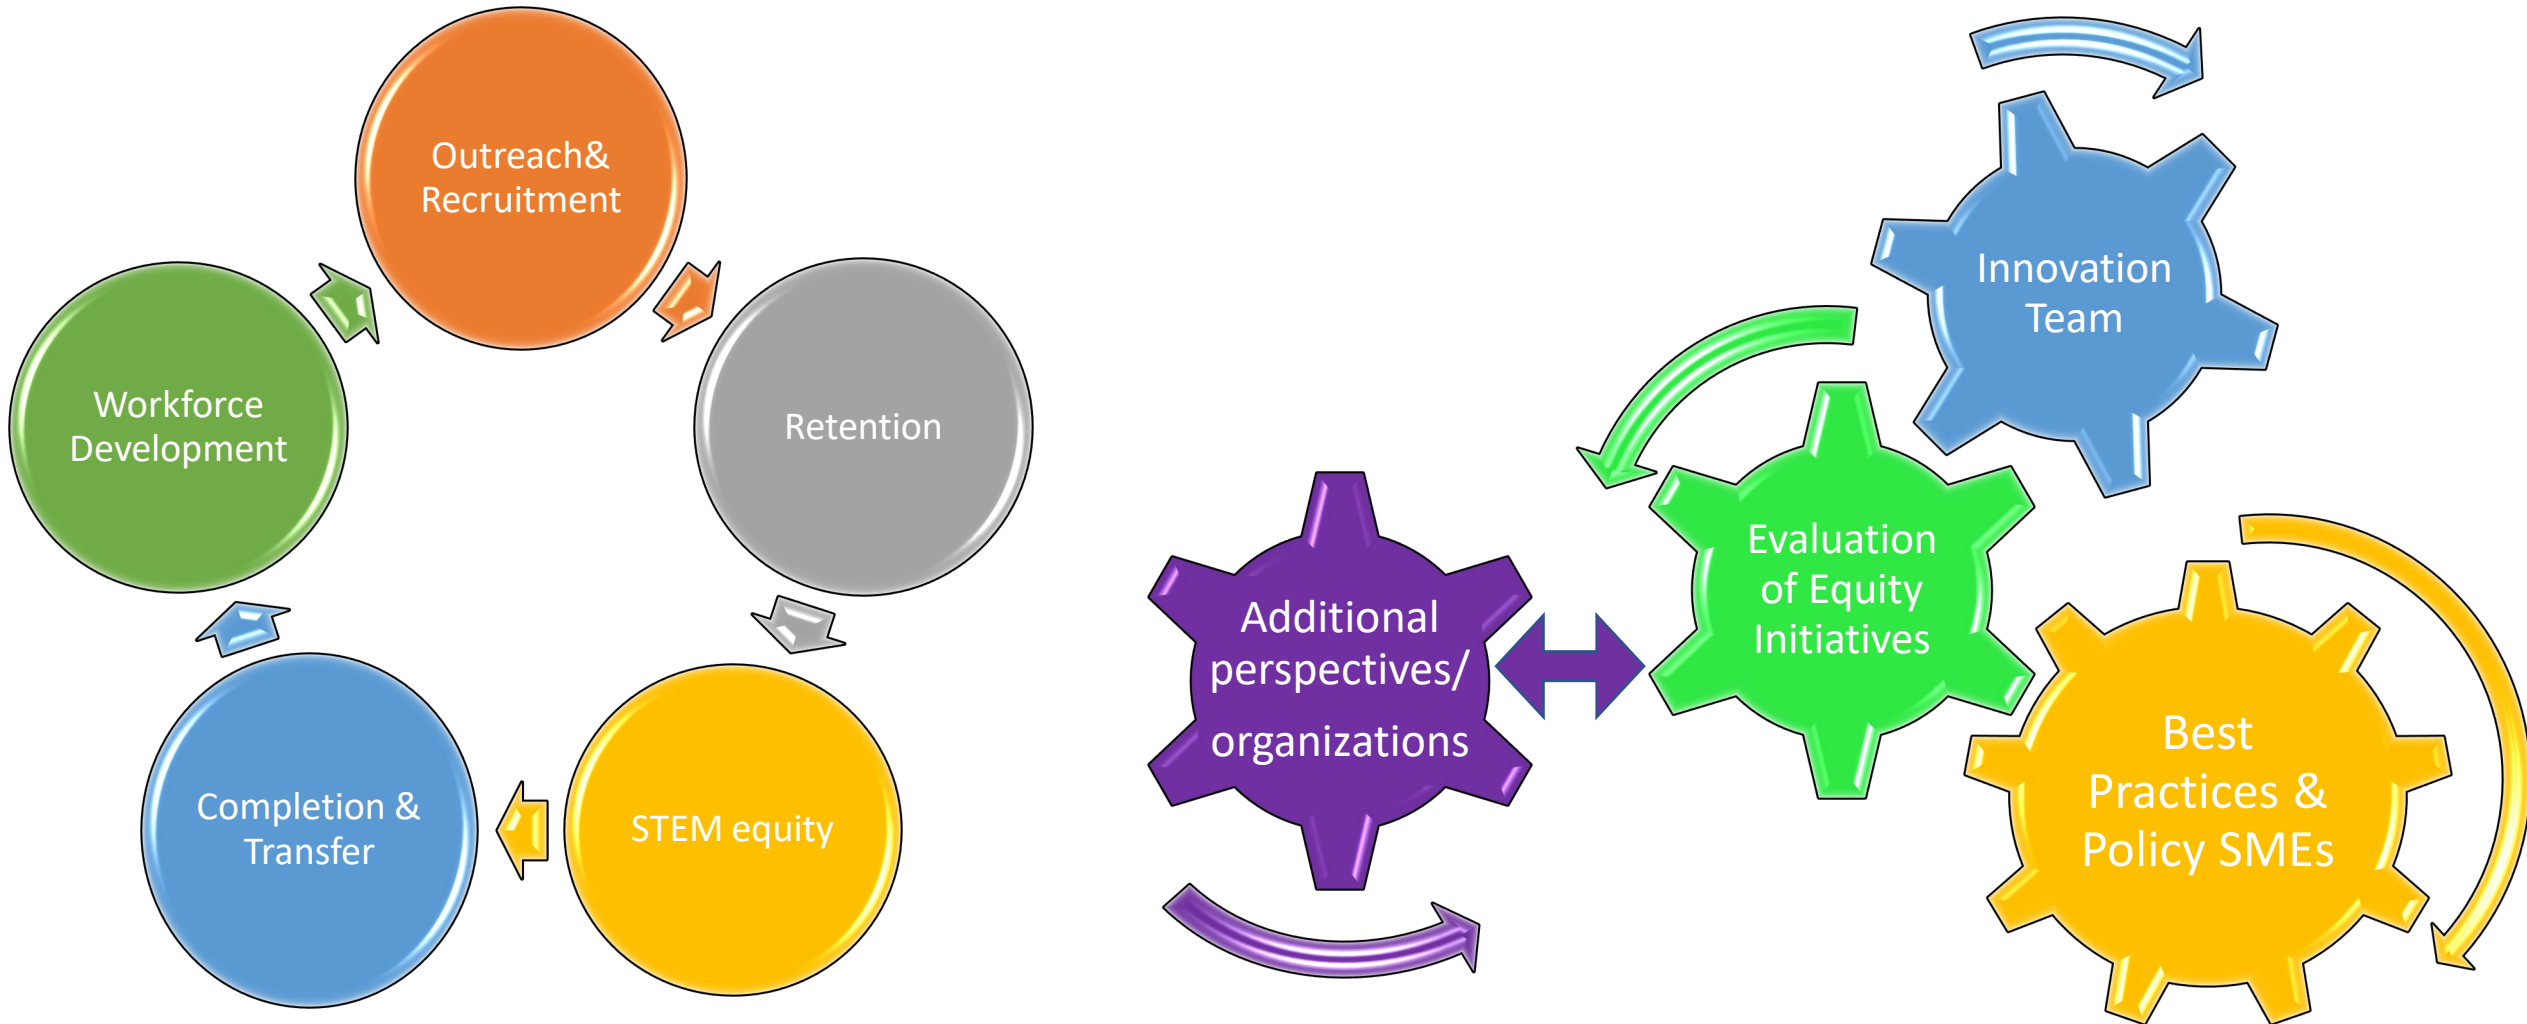 Outreach&
Recruitment
Retention
STEM equity
Completion &
Transfer
Workforce
Development
Innovation
Team
Evaluation
of Equity
Initiatives
Additional
perspectives/
organizations
Best
Practices &
Policy SMEs